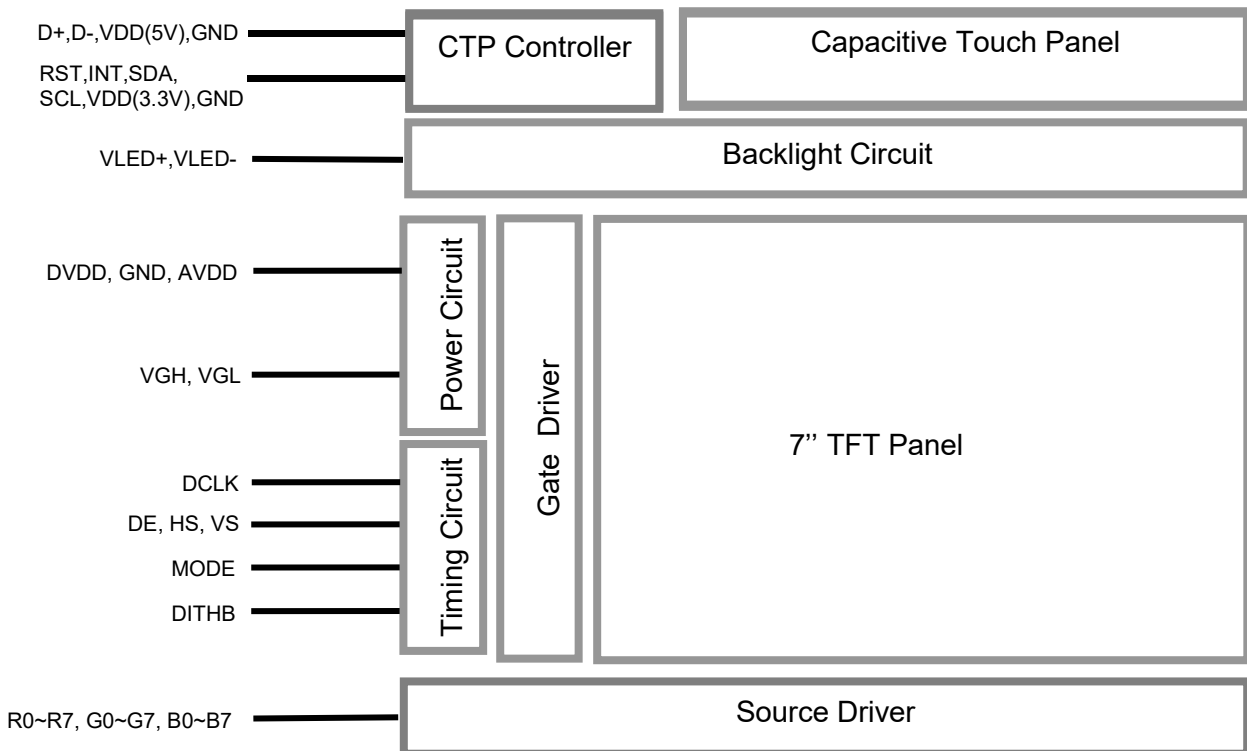 D+,D-,VDD(5V),GND
CTP Controller
Capacitive Touch Panel
RST,INT,SDA,
SCL,VDD(3.3V),GND
VLED+,VLED-
Backlight Circuit
DVDD, GND, AVDD
VGH, VGL
Power Circuit
DCLK
DE, HS, VS
MODE
DITHB
Timing Circuit
Gate Driver
7’’ TFT Panel
R0~R7, G0~G7, B0~B7
Source Driver